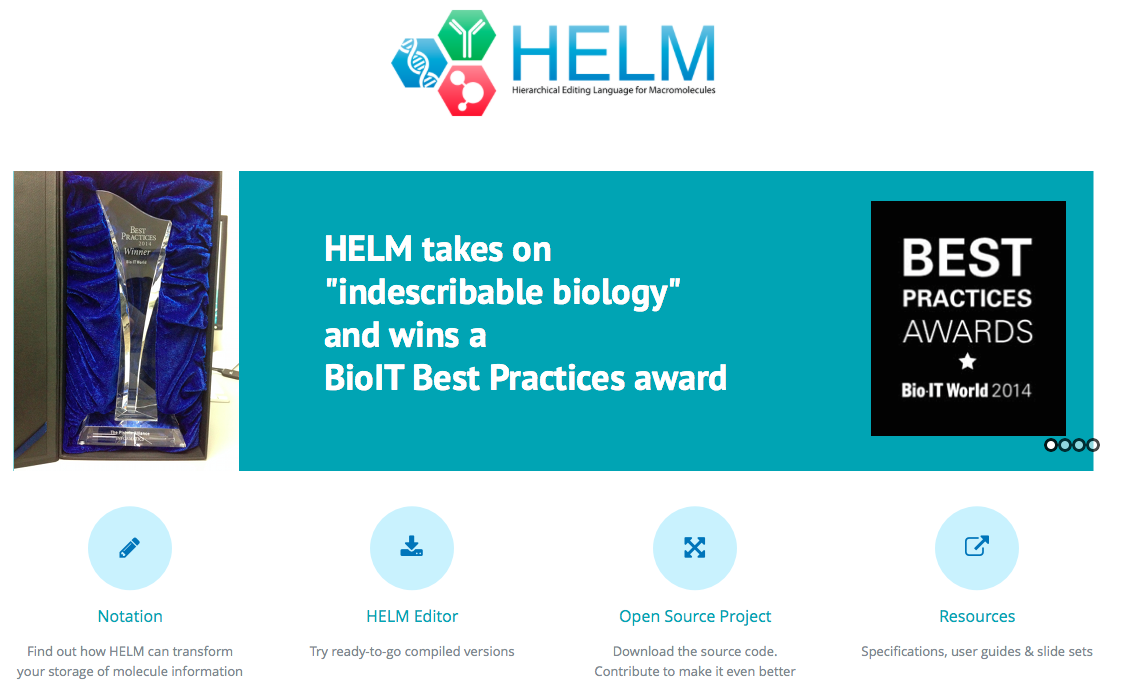 HELM
Hierarchical Editing Language for Macromolecules
BEST
PRACTICES
2014
Winner
Bio-IT World
The Pistoia Alliance
HELM takes on
"indescribable biology"
and wins a
BioIT Best Practices award
BEST
PRACTICES
AWARDS
Bio-IT World 2014
Notation
Find out how HELM can transform
your storage of molecule information
HELM Editor
Try ready-to-go compiled versions
Open Source Project
Download the source code.
Contribute to make it even better
Resources
Specifications, user guides & slide sets